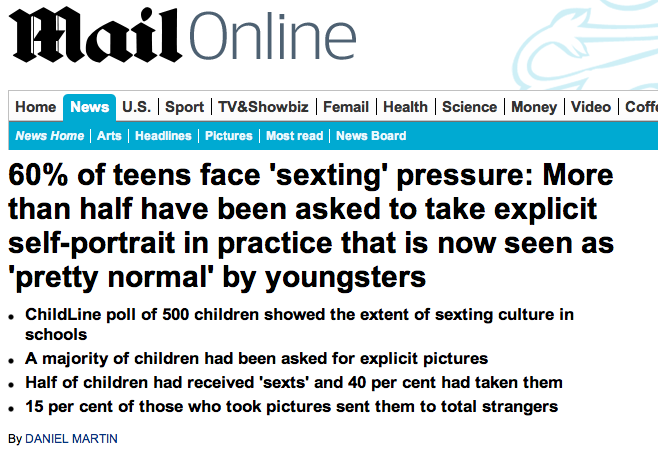 Mail Online
Home News U.S. Sport TV&Showbiz Femail Health Science Money Video Coffe
News Home Arts Headlines Pictures Most read News Board
60% of teens face 'sexting' pressure: More
than half have been asked to take explicit
self-portrait in practice that is now seen as
'pretty normal' by youngsters
• ChildLine poll of 500 children showed the extent of sexting culture in
schools
• A majority of children had been asked for explicit pictures
• Half of children had received 'sexts' and 40 per cent had taken them
• 15 per cent of those who took pictures sent them to total strangers
By DANIEL MARTIN